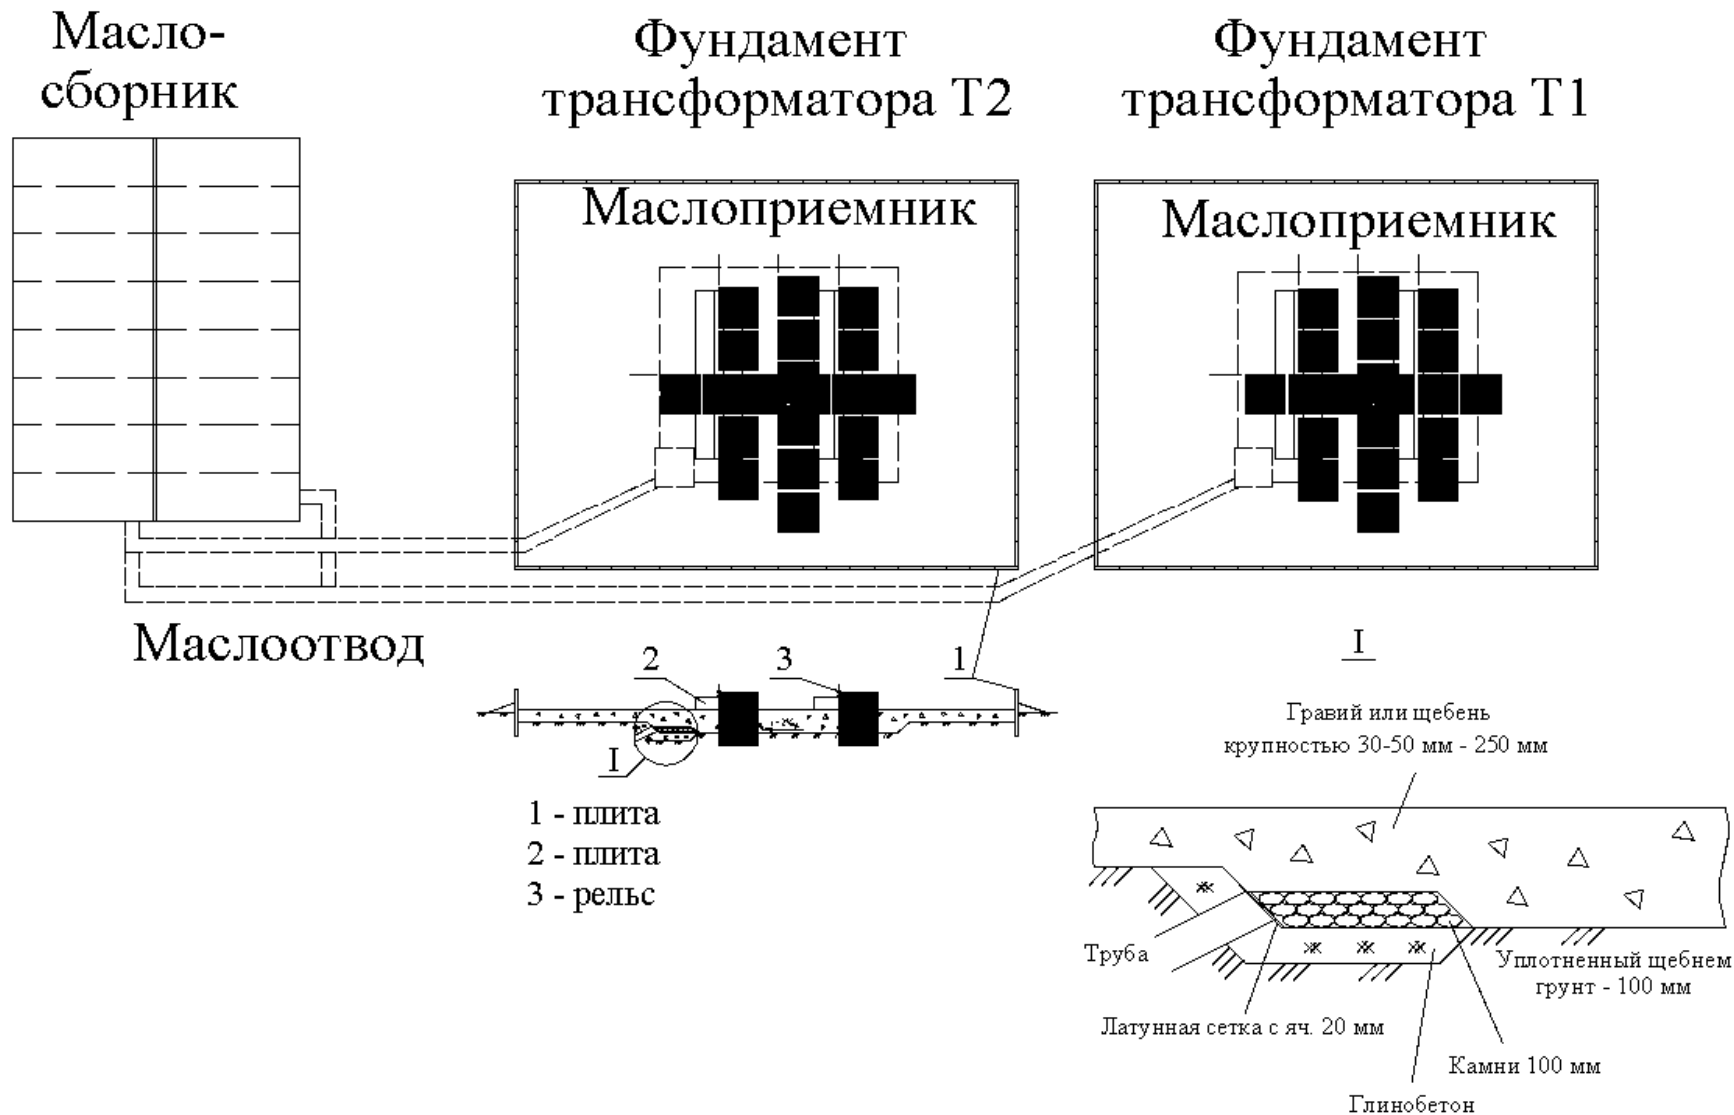 Масло-
сборник
Фундамент
трансформатора Т2
Фундамент
трансформатора Т1
Маслоприемник
Маслоприемник
Маслоотвод
2
3
1
I
1 - плита
2 - плита
3 - рельс
I
Гравий или щебень
крупностью 30-50 мм - 250 мм
Труба
Уплотненный щебнем
грунт - 100 мм
Латунная сетка с яч. 20 мм
Камни 100 мм
Глинобетон